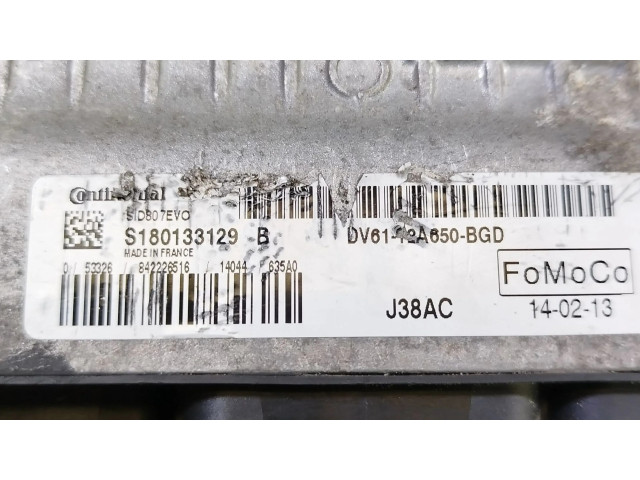 Continental
SID807EVO
S180133129 B
MADE IN FRANCE
0/ 53326 / 842226516 / 14044 / 635A0
DV61-12A650-BGD
FoMoCo
J38AC
14-02-13